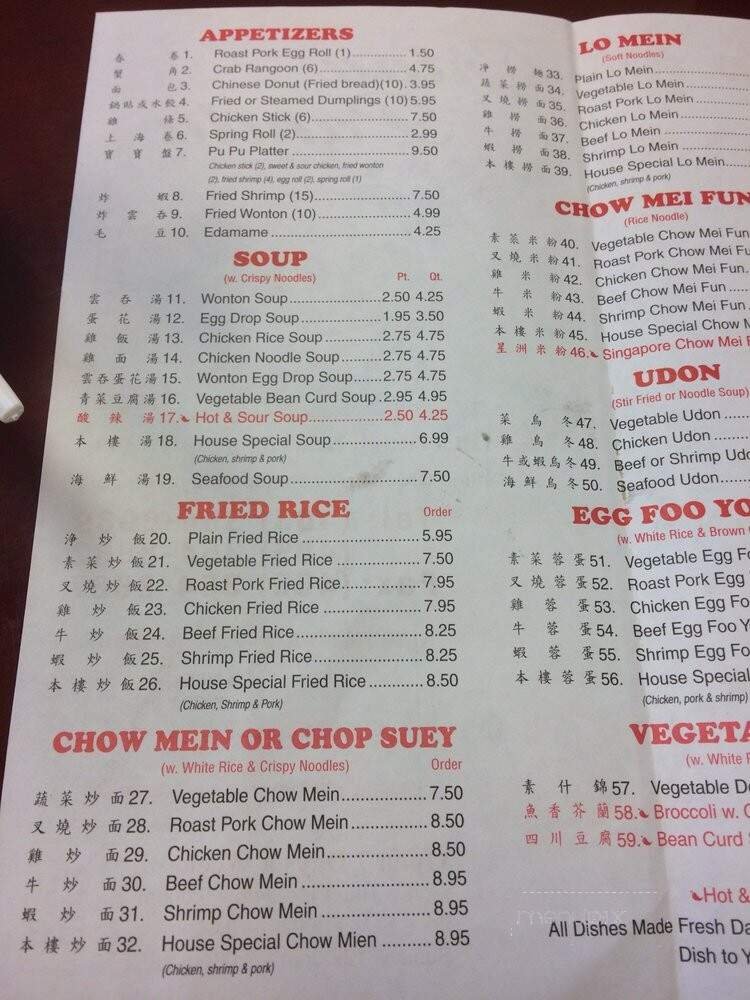 APPETIZERS
春 卷 1. Roast Pork Egg Roll (1) 1.50
蟹 角 2. Crab Rangoon (6) 4.75
面 包 3. Chinese Donut (Fried bread)(10). 3.95
鍋貼或水餃 4. Fried or Steamed Dumplings (10) 5.95
雞 條 5. Chicken Stick (6) 7.50
上 海 卷 6. Spring Roll (2) 2.99
寶 寶 盤 7. Pu Pu Platter 9.50
Chicken stick (2), sweet & sour chicken, fried wonton
(2), fried shrimp (4), egg roll (2), spring roll (1)
炸 蝦 8. Fried Shrimp (15) 7.50
炸 雲 吞 9. Fried Wonton (10) 4.99
毛 豆 10. Edamame 4.25
SOUP
(w. Crispy Noodles) Pt. Qt.
雲 吞 湯 11. Wonton Soup 2.50 4.25
蛋 花 湯 12. Egg Drop Soup 1.95 3.50
雞 飯 湯 13. Chicken Rice Soup 2.75 4.75
雞 面 湯 14. Chicken Noodle Soup 2.75 4.75
雲吞蛋花湯 15. Wonton Egg Drop Soup 2.75 4.75
青菜豆腐湯 16. Vegetable Bean Curd Soup . 2.95 4.95
酸 辣 湯 17. Hot & Sour Soup 2.50 4.25
本 樓 湯 18. House Special Soup 6.99
(Chicken, shrimp & pork)
海 鮮 湯 19. Seafood Soup 7.50
FRIED RICE Order
淨 炒 飯 20. Plain Fried Rice 5.95
素 菜 炒 飯 21. Vegetable Fried Rice 7.50
叉 燒 炒 飯 22. Roast Pork Fried Rice 7.95
雞 炒 飯 23. Chicken Fried Rice 7.95
牛 炒 飯 24. Beef Fried Rice 8.25
蝦 炒 飯 25. Shrimp Fried Rice 8.25
本 樓 炒 飯 26. House Special Fried Rice 8.50
(Chicken, Shrimp & Pork)
CHOW MEIN OR CHOP SUEY
(w. White Rice & Crispy Noodles) Order
蔬 菜 炒 面 27. Vegetable Chow Mein 7.50
叉 燒 炒 面 28. Roast Pork Chow Mein 8.50
雞 炒 面 29. Chicken Chow Mein 8.50
牛 炒 面 30. Beef Chow Mein 8.95
蝦 炒 面 31. Shrimp Chow Mein 8.95
本 樓 炒 面 32. House Special Chow Mien 8.95
(Chicken, shrimp & pork)
LO MEIN
(Soft Noodles)
淨 撈 麵 33. Plain Lo Mein
蔬 菜 撈 面 34. Vegetable Lo Mein
叉 燒 撈 面 35. Roast Pork Lo Mein
雞 撈 面 36. Chicken Lo Mein
牛 撈 面 37. Beef Lo Mein
蝦 撈 面 38. Shrimp Lo Mein
本 樓 撈 面 39. House Special Lo Mein
(Chicken, shrimp & pork)
CHOW MEI FUN
(Rice Noodle)
素 菜 米 粉 40. Vegetable Chow Mei Fun
叉 燒 米 粉 41. Roast Pork Chow Mei Fu
雞 米 粉 42. Chicken Chow Mei Fun
牛 米 粉 43. Beef Chow Mei Fun
蝦 米 粉 44. Shrimp Chow Mei Fun
本 樓 米 粉 45. House Special Chow M
星 洲 米 粉 46. Singapore Chow Mei F
UDON
(Stir Fried or Noodle Soup)
菜 烏 冬 47. Vegetable Udon
雞 烏 冬 48. Chicken Udon
牛或蝦烏冬 49. Beef or Shrimp Udo
海 鮮 烏 冬 50. Seafood Udon
EGG FOO YO
(w. White Rice & Brown
素 菜 蓉 蛋 51. Vegetable Egg Fo
叉 燒 蓉 蛋 52. Roast Pork Egg
雞 蓉 蛋 53. Chicken Egg Foo
牛 蓉 蛋 54. Beef Egg Foo Y
蝦 蓉 蛋 55. Shrimp Egg Fo
本 樓 蓉 蛋 56. House Special
(Chicken, pork & shrimp)
VEGETA
(w. White R
素 什 錦 57. Vegetable De
魚 香 芥 蘭 58. Broccoli w. G
四 川 豆 腐 59. Bean Curd
Hot &
All Dishes Made Fresh Da
Dish to Y
menupix